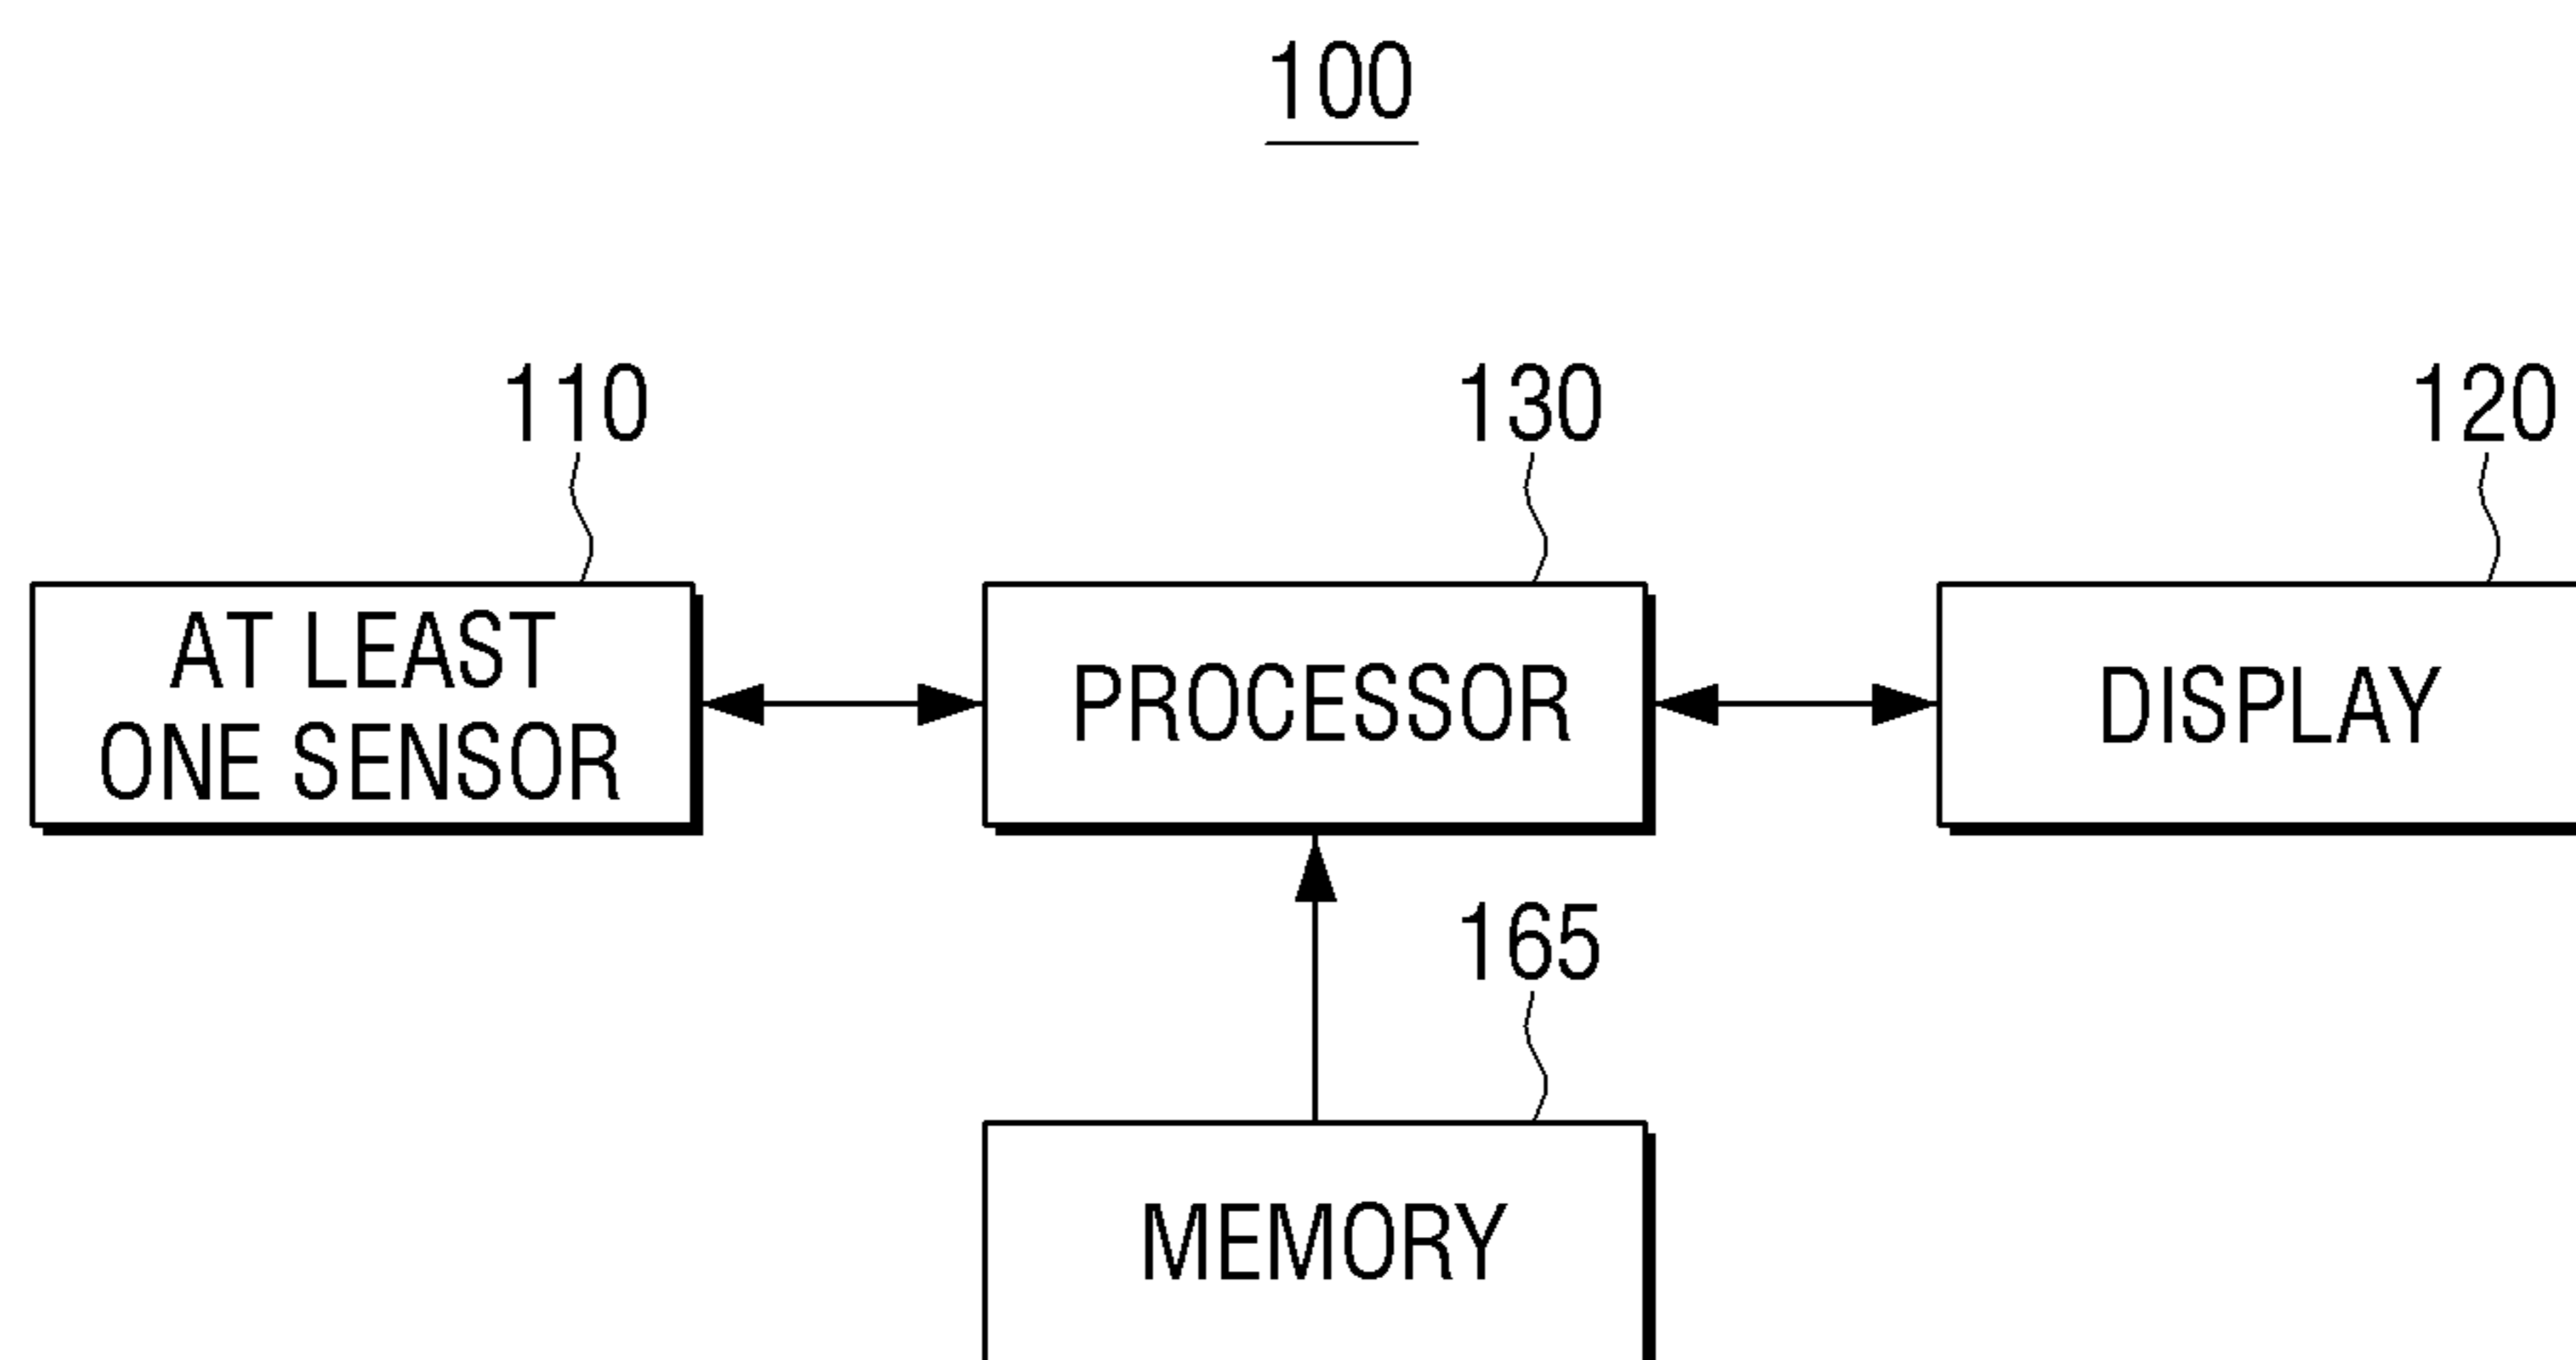 100
110
130
120
AT LEAST
ONE SENSOR
PROCESSOR
DISPLAY
165
MEMORY